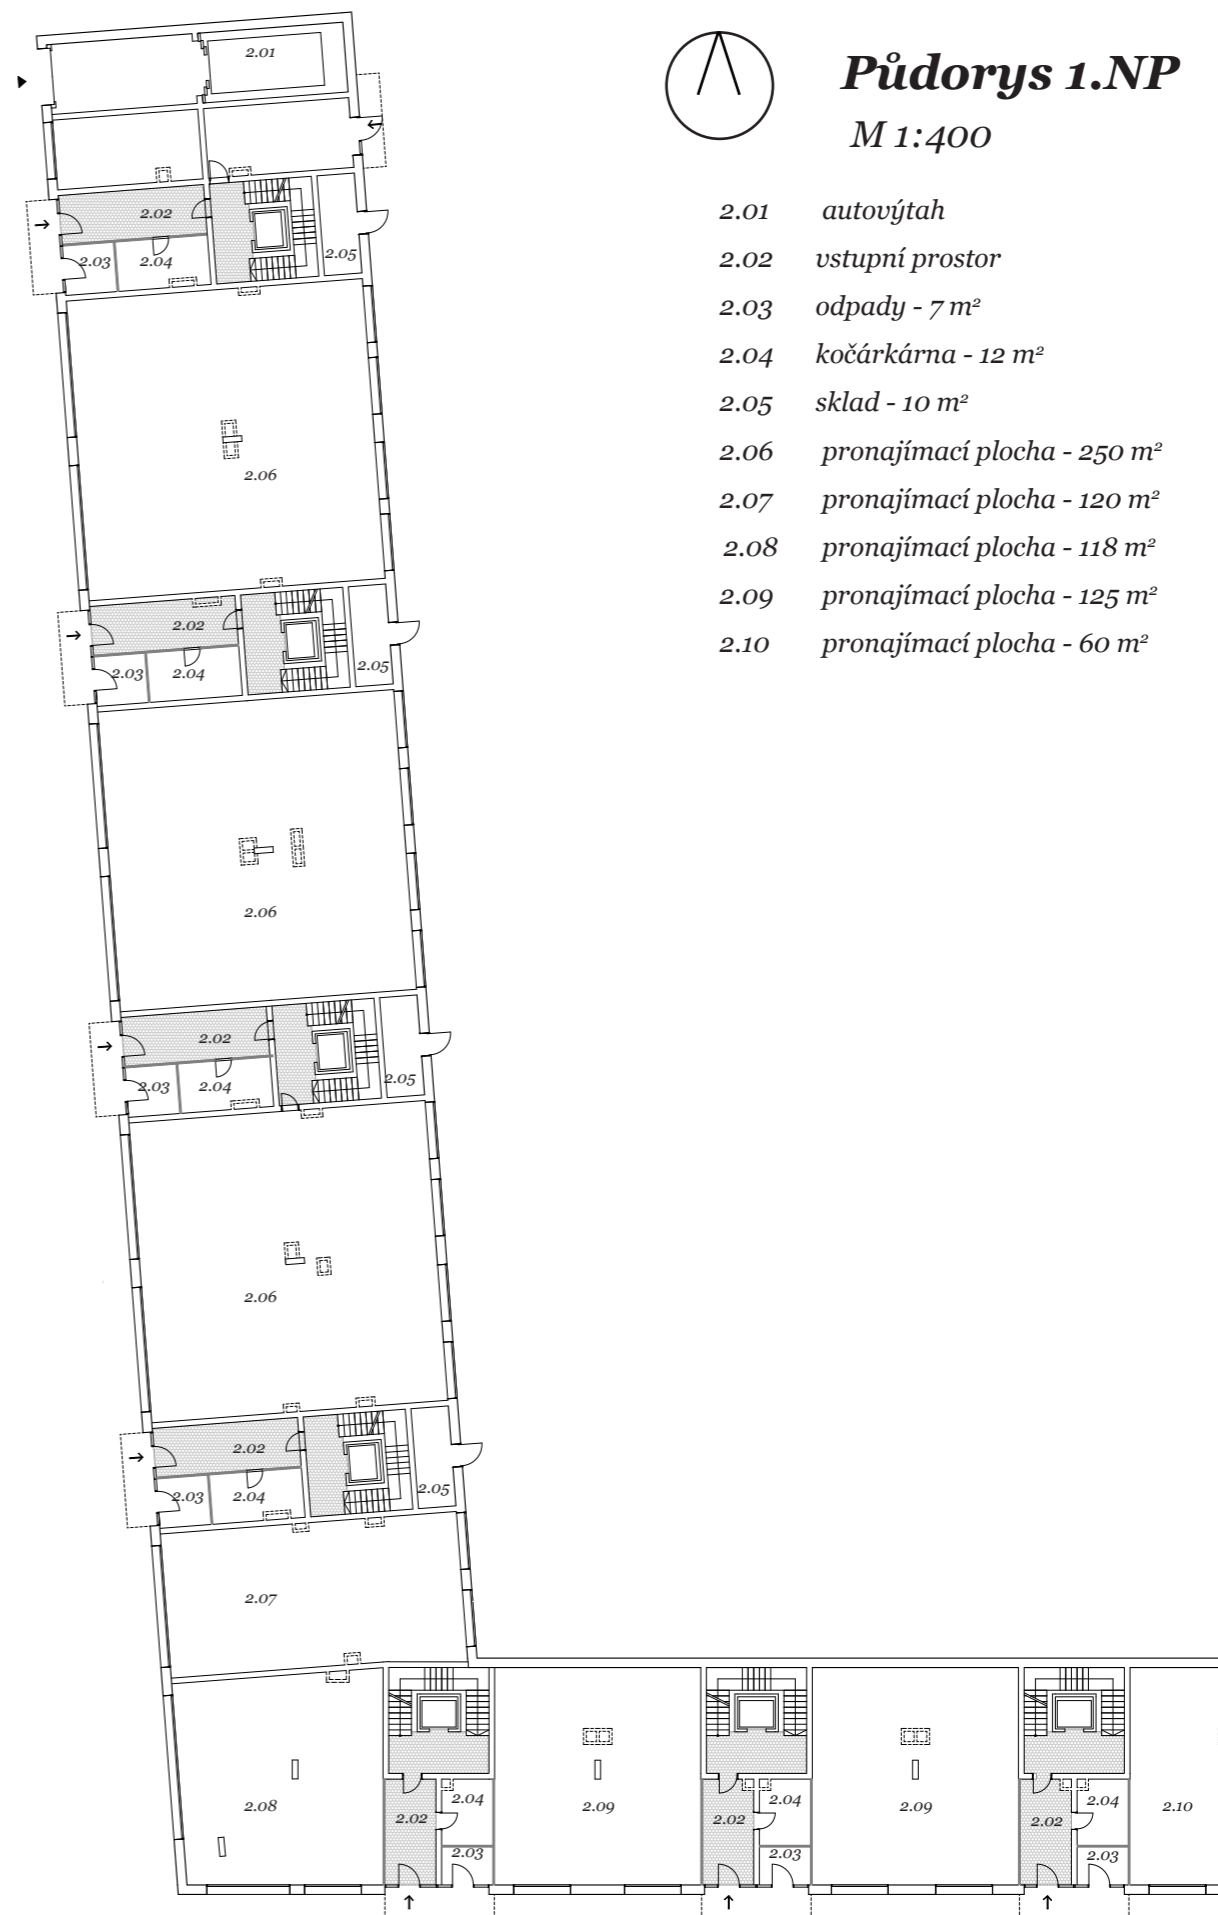 Půdorys 1.NP
M 1:400
2.01 autovýtah
2.02 vstupní prostor
2.03 odpady - 7 m²
2.04 kočárkárna - 12 m²
2.05 sklad - 10 m²
2.06 pronajímací plocha - 250 m²
2.07 pronajímací plocha - 120 m²
2.08 pronajímací plocha - 118 m²
2.09 pronajímací plocha - 125 m²
2.10 pronajímací plocha - 60 m²
2.01
2.02
2.03 2.04 2.05
2.06
2.02
2.03 2.04 2.05
2.06
2.02
2.03 2.04 2.05
2.06
2.02
2.03 2.04 2.05
2.07
2.08 2.02 2.04 2.09 2.02 2.04 2.09 2.02 2.04 2.10
2.03 2.03 2.03